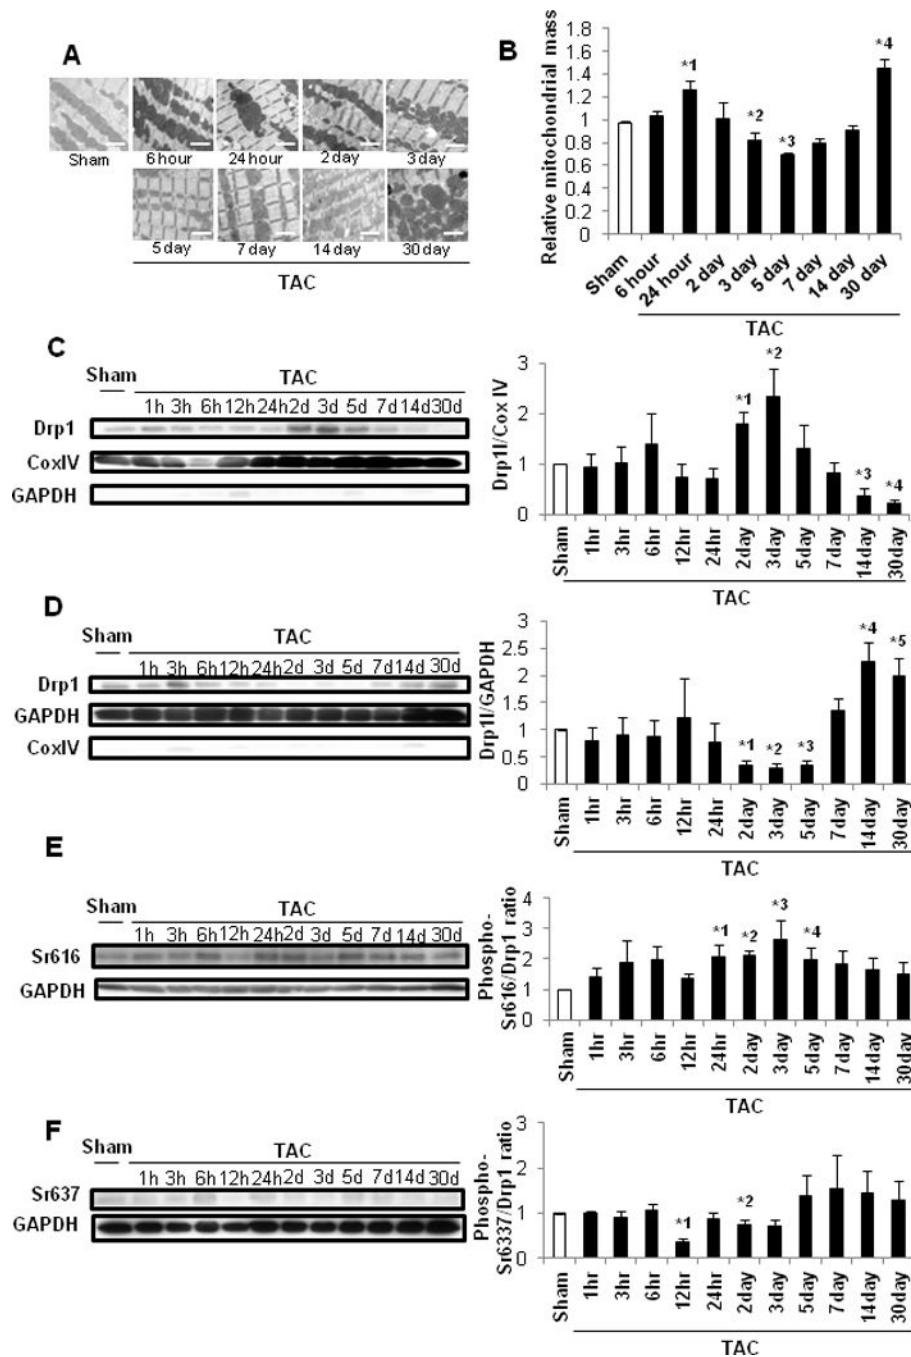 A
Sham
6 hour
24 hour
2 day
3 day
5 day
7 day
14 day
30 day
TAC
B
Relative mitochondrial mass
1.8
1.6
1.4
1.2
1
0.8
0.6
0.4
0.2
0
*1
*2
*3
*4
Sham
6 hour
24 hour
2 day
3 day
5 day
7 day
14 day
30 day
TAC
C
Sham
TAC
1h 3h 6h 12h 24h 2d 3d 5d 7d 14d 30d
Drp1
CoxIV
GAPDH
Drp1l/Cox IV
3
2
1
0
*1
*2
*3
*4
Sham
1hr
3hr
6hr
12hr
24hr
2day
3day
5day
7day
14day
30day
TAC
D
Sham
TAC
1h 3h 6h 12h 24h 2d 3d 5d 7d 14d 30d
Drp1
GAPDH
CoxIV
Drp1l/GAPDH
3
2.5
2
1.5
1
0.5
0
*1
*2
*3
*4
*5
Sham
1hr
3hr
6hr
12hr
24hr
2day
3day
5day
7day
14day
30day
TAC
E
Sham
TAC
1h 3h 6h 12h 24h 2d 3d 5d 7d 14d 30d
Sr616
GAPDH
Phospho-
Sr616/Drp1 ratio
4
3
2
1
0
*1
*2
*3
*4
Sham
1hr
3hr
6hr
12hr
24hr
2day
3day
5day
7day
14day
30day
TAC
F
Sham
TAC
1h 3h 6h 12h 24h 2d 3d 5d 7d 14d 30d
Sr637
GAPDH
Phospho-
Sr6337/Drp1 ratio
3
2
1
0
*1
*2
Sham
1hr
3hr
6hr
12hr
24hr
2day
3day
5day
7day
14day
30day
TAC